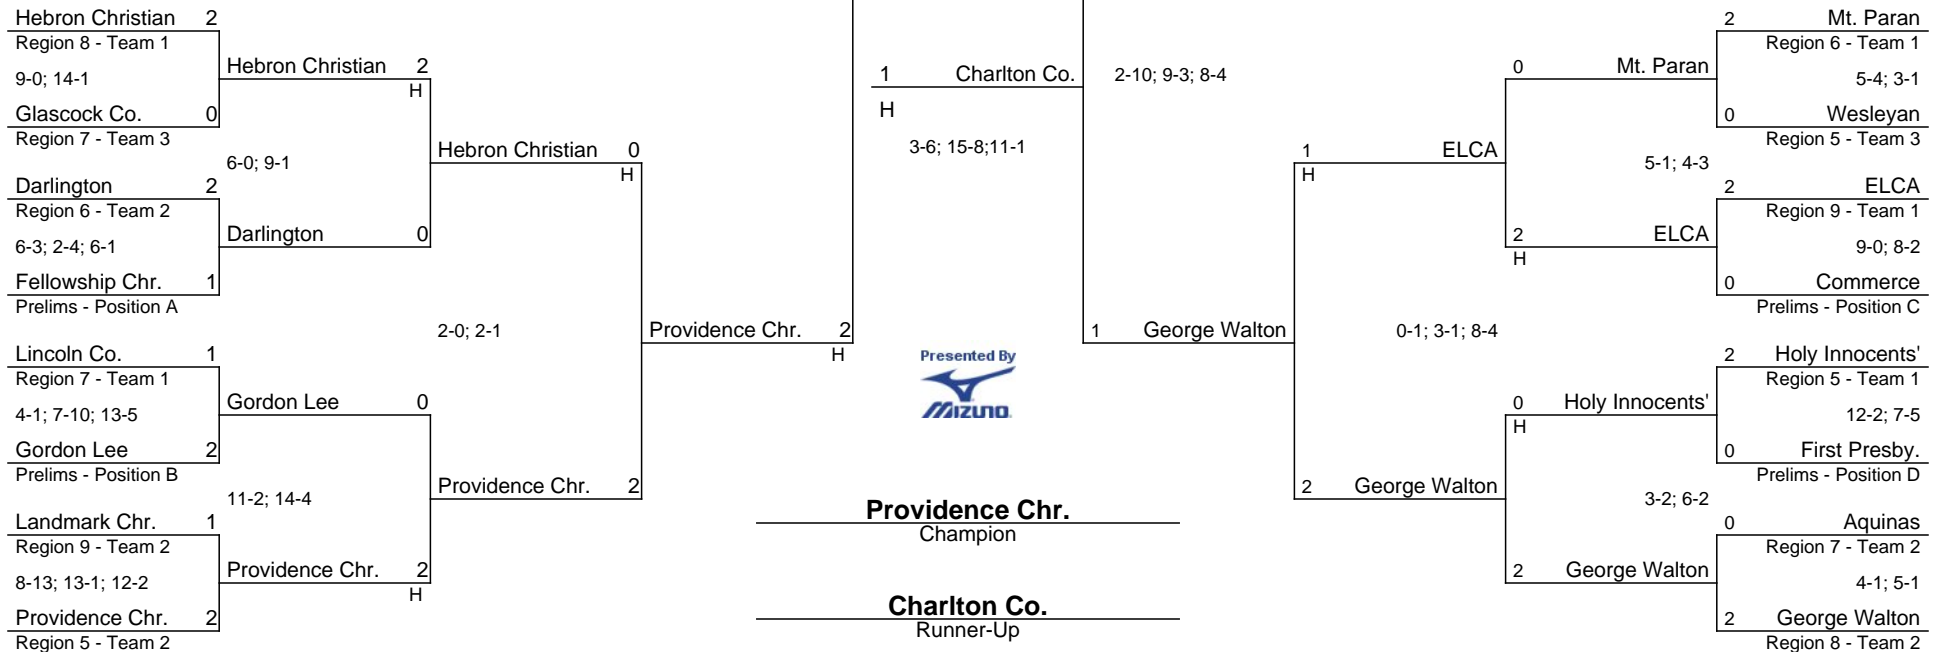 Hebron Christian 2
Region 8 - Team 1
9-0; 14-1
Glascock Co. 0
Region 7 - Team 3
Darlington 2
Region 6 - Team 2
6-3; 2-4; 6-1
Fellowship Chr. 1
Prelims - Position A
Lincoln Co. 1
Region 7 - Team 1
4-1; 7-10; 13-5
Gordon Lee 2
Prelims - Position B
Landmark Chr. 1
Region 9 - Team 2
8-13; 13-1; 12-2
Providence Chr. 2
Region 5 - Team 2
Hebron Christian 2
H
6-0; 9-1
Darlington 0
Gordon Lee 0
11-2; 14-4
Providence Chr. 2
H
Hebron Christian 0
H
2-0; 2-1
Providence Chr. 2
Providence Chr. 2
H
1 Charlton Co.
H
3-6; 15-8;11-1
2-10; 9-3; 8-4
1 George Walton
Presented By
MIZUNO
Providence Chr.
Champion
Charlton Co.
Runner-Up
1 ELCA
H
0-1; 3-1; 8-4
2 George Walton
0 Mt. Paran
5-1; 4-3
2 ELCA
H
0 Holy Innocents'
H
3-2; 6-2
2 George Walton
2 Mt. Paran
Region 6 - Team 1
5-4; 3-1
0 Wesleyan
Region 5 - Team 3
2 ELCA
Region 9 - Team 1
9-0; 8-2
0 Commerce
Prelims - Position C
2 Holy Innocents'
Region 5 - Team 1
12-2; 7-5
0 First Presby.
Prelims - Position D
0 Aquinas
Region 7 - Team 2
4-1; 5-1
2 George Walton
Region 8 - Team 2